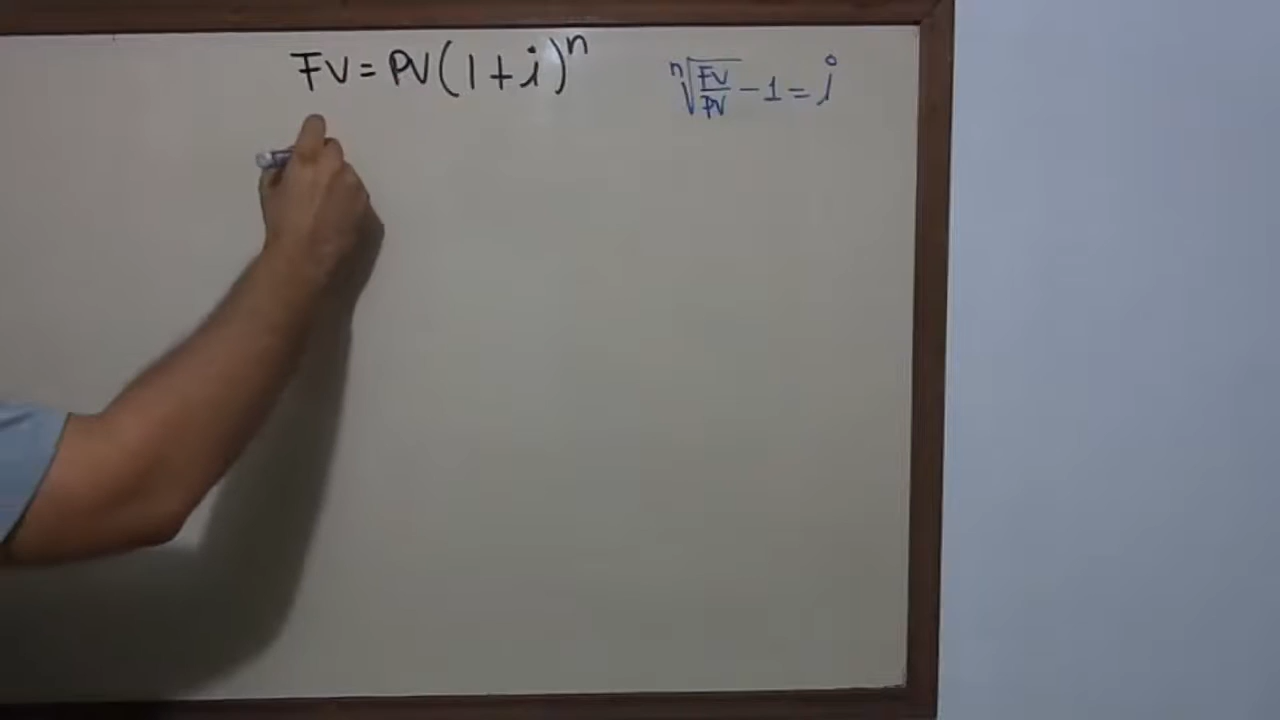 FV = PV(1+i)^n
ⁿ√(FV/PV) - 1 = i